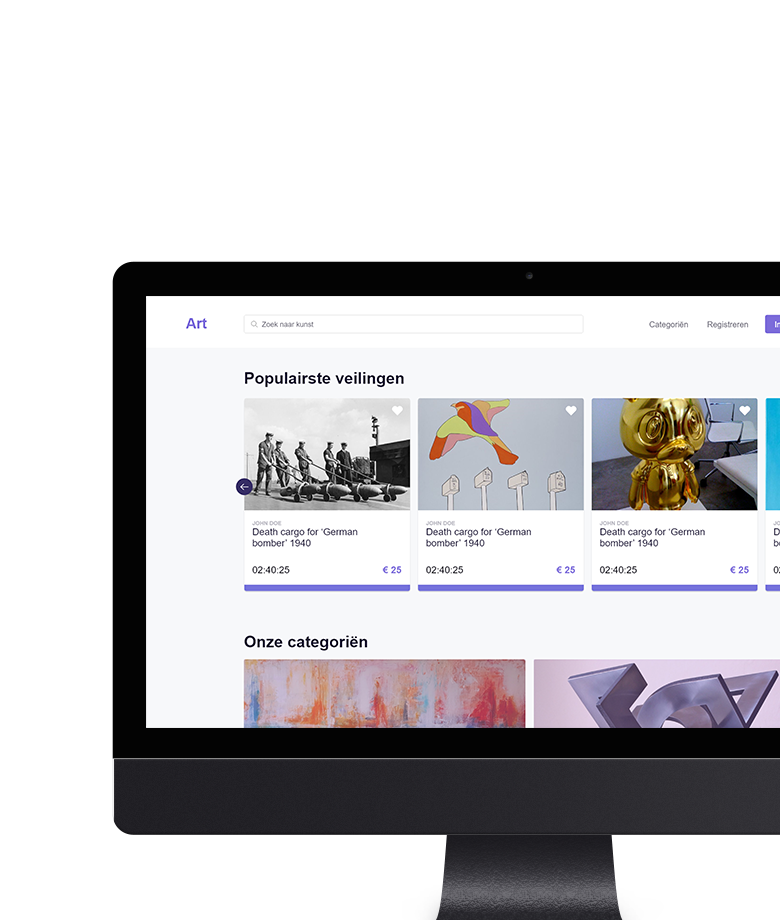 Art
Zoek naar kunst
Categoriën
Registreren
Populairste veilingen
JOHN DOE
Death cargo for ‘German
bomber’ 1940
02:40:25
€ 25
JOHN DOE
Death cargo for ‘German
bomber’ 1940
02:40:25
€ 25
JOHN DOE
Death cargo for ‘German
bomber’ 1940
02:40:25
€ 25
Onze categoriën